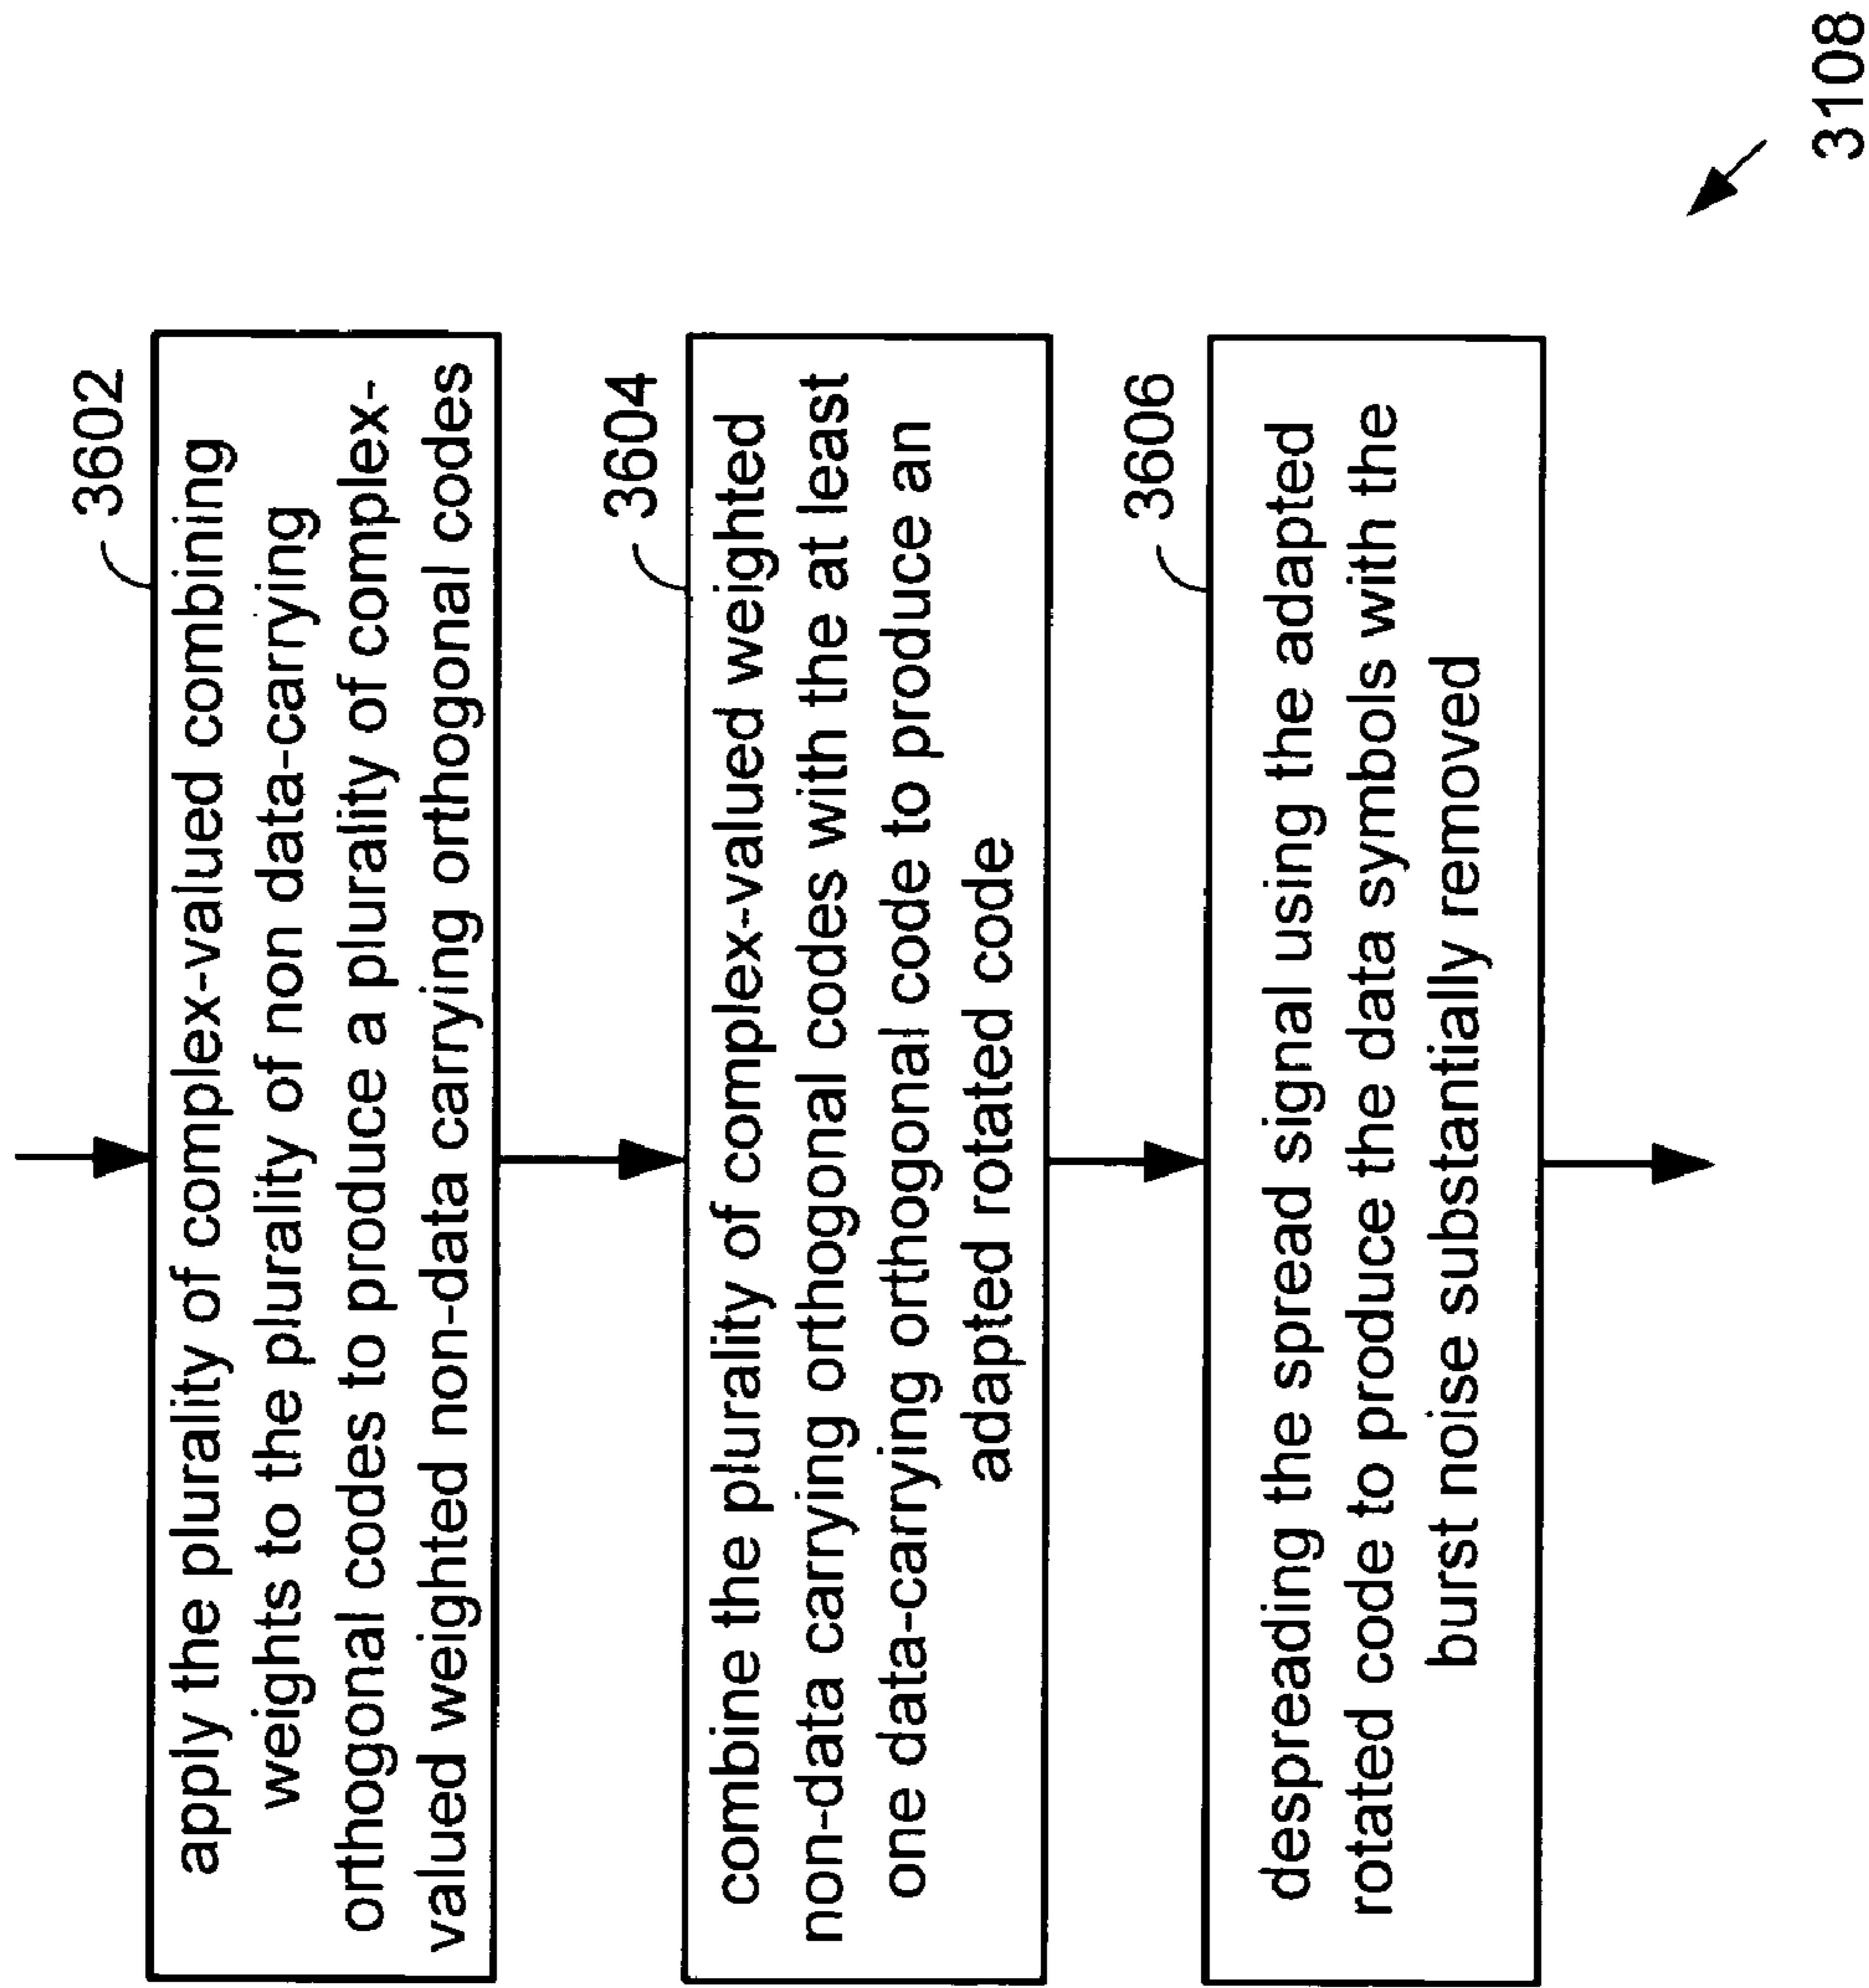 3602
apply the plurality of complex-valued combining
weights to the plurality of non data-carrying
orthogonal codes to produce a plurality of complex-
valued weighted non-data carrying orthogonal codes
3604
combine the plurality of complex-valued weighted
non-data carrying orthogonal codes with the at least
one data-carrying orthogonal code to produce an
adapted rotated code
3606
despreading the spread signal using the adapted
rotated code to produce the data symbols with the
burst noise substantially removed
3108